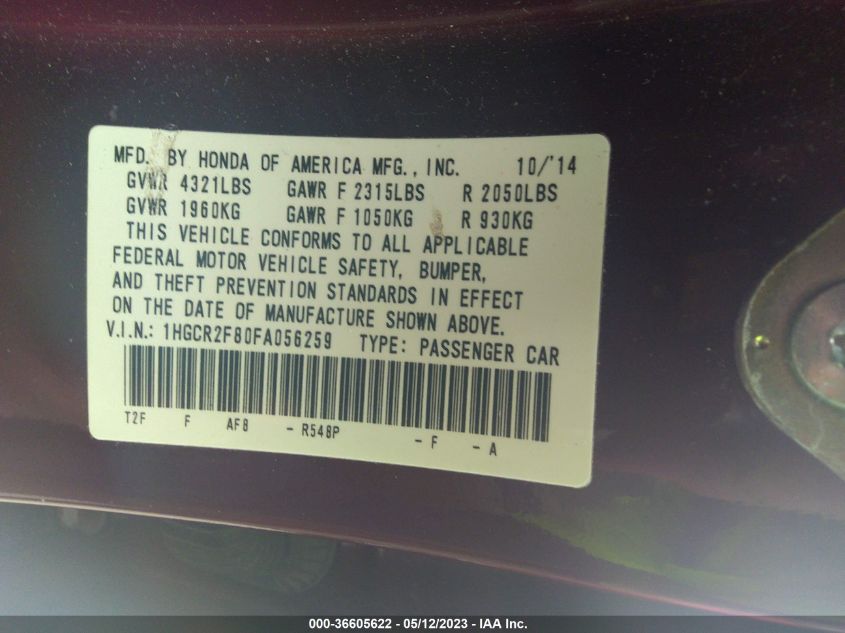 MFD. BY HONDA OF AMERICA MFG., INC. 10/'14
GVWR 4321LBS GAWR F 2315LBS R 2050LBS
GVWR 1960KG GAWR F 1050KG R 930KG
THIS VEHICLE CONFORMS TO ALL APPLICABLE
FEDERAL MOTOR VEHICLE SAFETY, BUMPER,
AND THEFT PREVENTION STANDARDS IN EFFECT
ON THE DATE OF MANUFACTURE SHOWN ABOVE.
V.I.N.: 1HGCR2F80FA056259 TYPE: PASSENGER CAR
T2F F AF8 - R548P - F - A
000-36605622 - 05/12/2023 - IAA Inc.